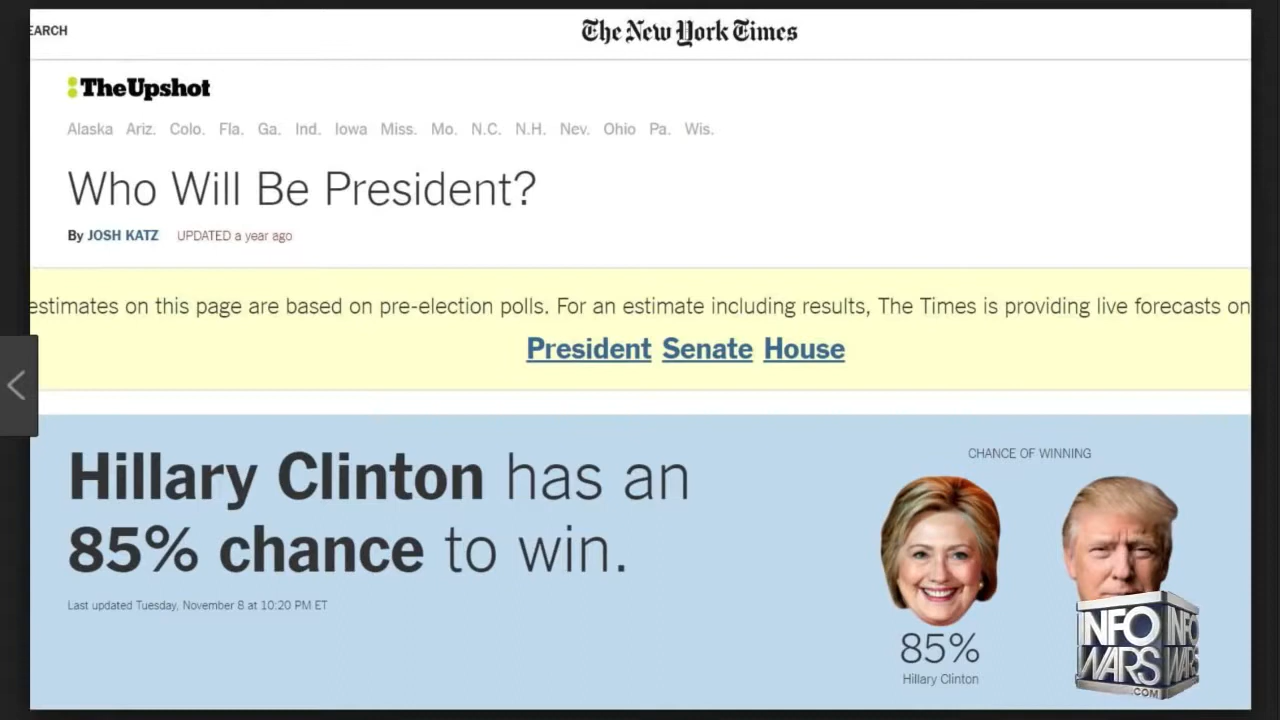 EARCH
The New York Times
TheUpshot
Alaska Ariz. Colo. Fla. Ga. Ind. Iowa Miss. Mo. N.C. N.H. Nev. Ohio Pa. Wis.
Who Will Be President?
By JOSH KATZ UPDATED a year ago
estimates on this page are based on pre-election polls. For an estimate including results, The Times is providing live forecasts on
President Senate House
Hillary Clinton has an
85% chance to win.
Last updated Tuesday, November 8 at 10:20 PM ET
CHANCE OF WINNING
85%
Hillary Clinton
INFO INFO
WARS WARS
.COM